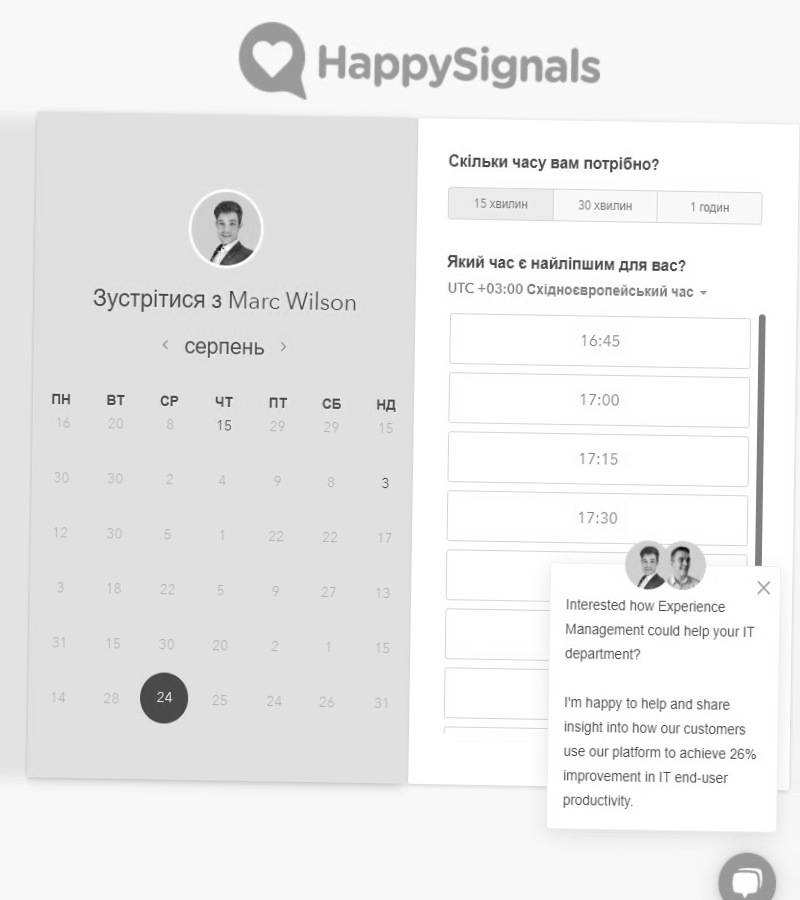 HappySignals
Зустрітися з Marc Wilson
серпень
ПН ВТ СР ЧТ ПТ СБ НД
16 20 8 15 29 29 15
30 30 2 4 9 8 3
12 30 5 1 22 22 17
3 18 22 5 9 27 13
31 15 30 20 2 1 15
14 28 24 25 24 26 31
Скільки часу вам потрібно?
15 хвилин 30 хвилин 1 годин
Який час є найліпшим для вас?
UTC +03:00 Східноєвропейський час
16:45
17:00
17:15
17:30
Interested how Experience
Management could help your IT
department?
I'm happy to help and share
insight into how our customers
use our platform to achieve 26%
improvement in IT end-user
productivity.